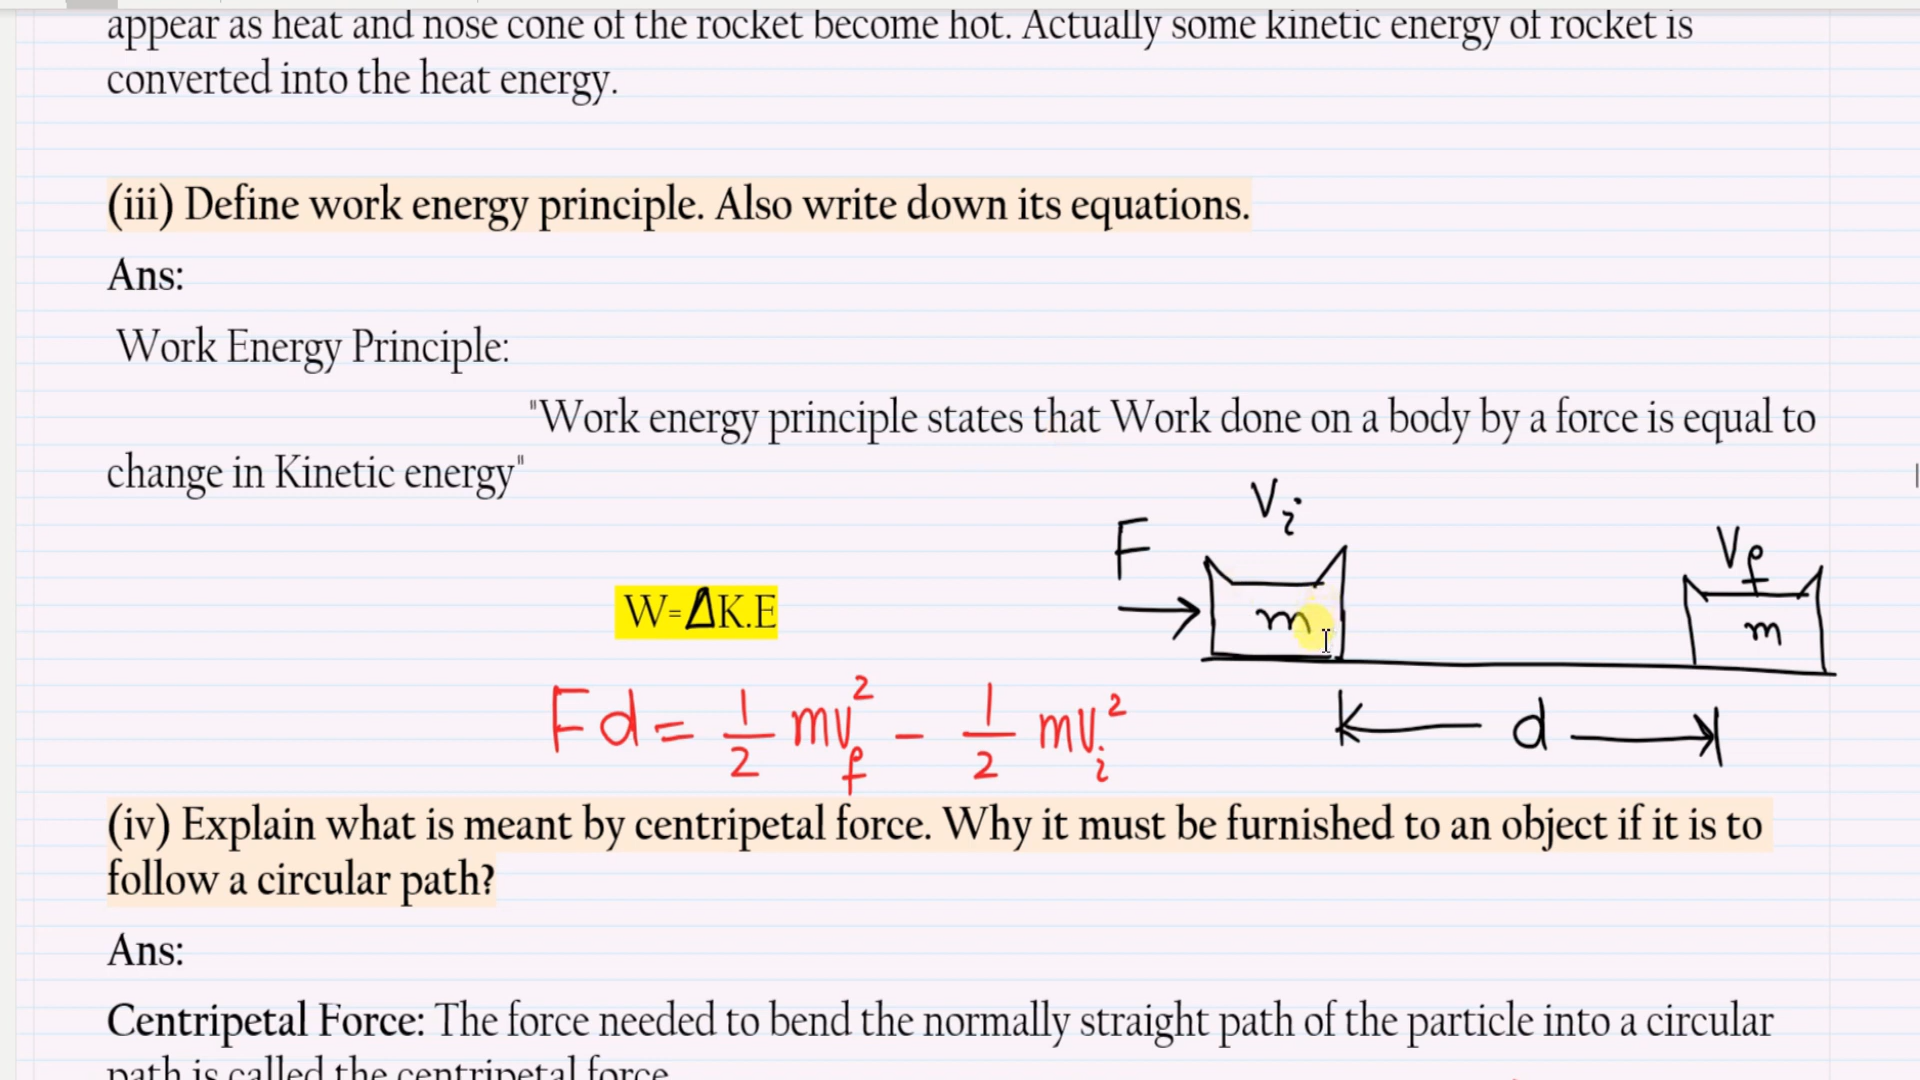 appear as heat and nose cone of the rocket become hot. Actually some kinetic energy of rocket is
converted into the heat energy.
(iii) Define work energy principle. Also write down its equations.
Ans:
Work Energy Principle:
"Work energy principle states that Work done on a body by a force is equal to
change in Kinetic energy"
F
Vi
m
Vf
m
W=ΔK.E
Fd = 1/2 mvf² - 1/2 mvi²
d
(iv) Explain what is meant by centripetal force. Why it must be furnished to an object if it is to
follow a circular path?
Ans:
Centripetal Force: The force needed to bend the normally straight path of the particle into a circular
path is called the centripetal force